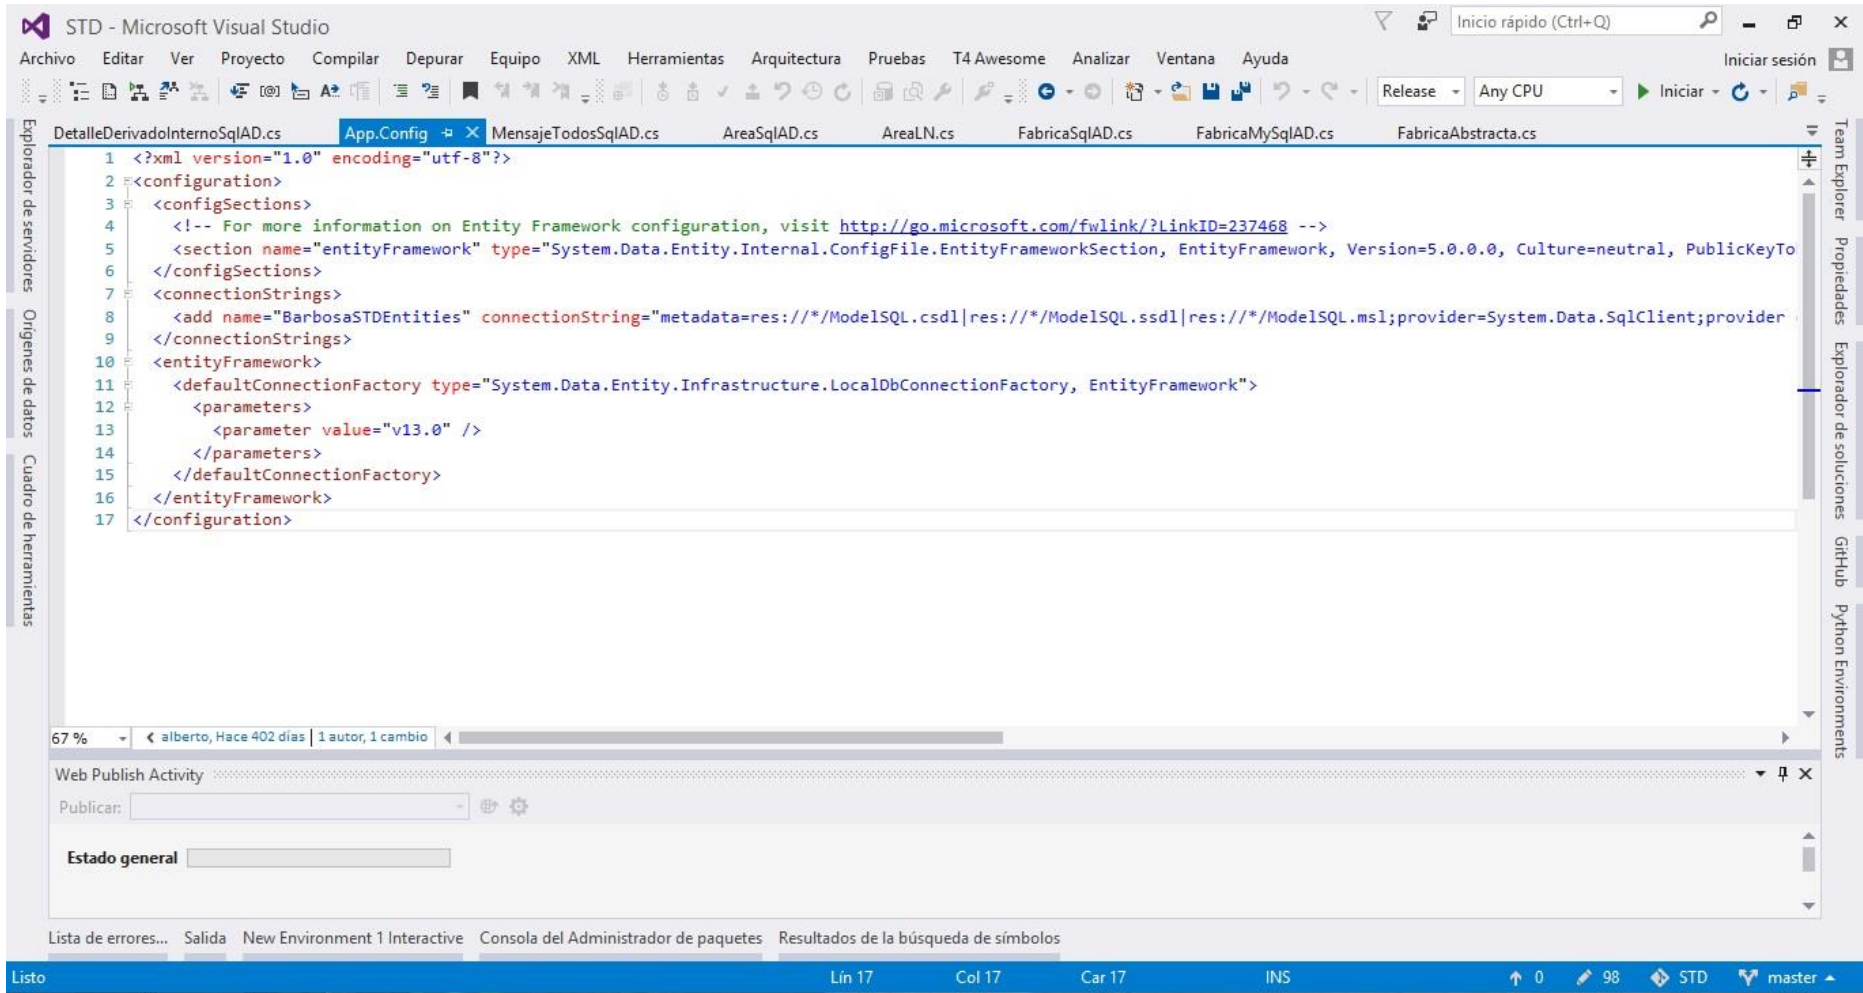 STD - Microsoft Visual Studio
Inicio rápido (Ctrl+Q)
Archivo Editar Ver Proyecto Compilar Depurar Equipo XML Herramientas Arquitectura Pruebas T4 Awesome Analizar Ventana Ayuda
Iniciar sesión
Release Any CPU Iniciar
DetalleDerivadoInternoSqlAD.cs App.Config MensajeTodosSqlAD.cs AreaSqlAD.cs AreaLN.cs FabricaSqlAD.cs FabricaMySqlAD.cs FabricaAbstracta.cs
1 <?xml version="1.0" encoding="utf-8"?>
2 <configuration>
3 <configSections>
4 <!-- For more information on Entity Framework configuration, visit http://go.microsoft.com/fwlink/?LinkID=237468 -->
5 <section name="entityFramework" type="System.Data.Entity.Internal.ConfigFile.EntityFrameworkSection, EntityFramework, Version=5.0.0.0, Culture=neutral, PublicKeyTo
6 </configSections>
7 <connectionStrings>
8 <add name="BarbosaSTDEntities" connectionString="metadata=res://*/ModelSQL.csdl|res://*/ModelSQL.ssdl|res://*/ModelSQL.msl;provider=System.Data.SqlClient;provider
9 </connectionStrings>
10 <entityFramework>
11 <defaultConnectionFactory type="System.Data.Entity.Infrastructure.LocalDbConnectionFactory, EntityFramework">
12 <parameters>
13 <parameter value="v13.0" />
14 </parameters>
15 </defaultConnectionFactory>
16 </entityFramework>
17 </configuration>
Explorador de servidores
Orígenes de datos
Cuadro de herramientas
Team Explorer
Propiedades
Explorador de soluciones
GitHub
Python Environments
67 % alberto, Hace 402 días | 1 autor, 1 cambio
Web Publish Activity
Publicar:
Estado general
Lista de errores... Salida New Environment 1 Interactive Consola del Administrador de paquetes Resultados de la búsqueda de símbolos
Listo Lín 17 Col 17 Car 17 INS 0 98 STD master